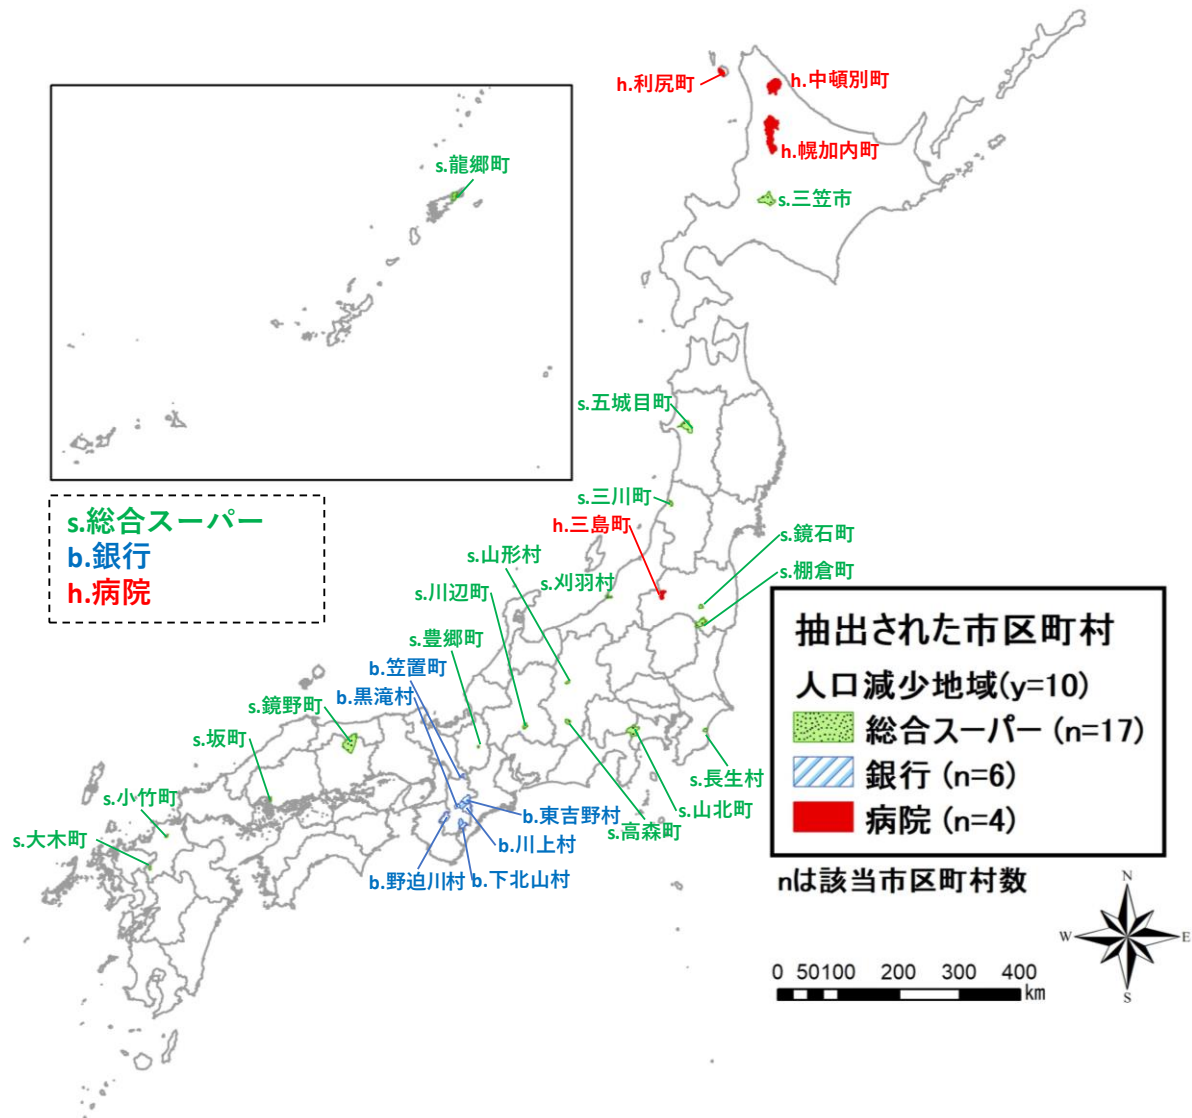 h.利尻町
h.中頓別町
h.幌加内町
s.三笠市
s.龍郷町
s.五城目町
s.総合スーパー
b.銀行
h.病院
s.三川町
h.三島町
s.鏡石町
s.山形村
s.刈羽村
s.棚倉町
s.川辺町
s.豊郷町
b.笠置町
b.黒滝村
s.鏡野町
s.坂町
s.小竹町
s.大木町
s.長生村
s.山北町
s.高森町
b.東吉野村
b.川上村
b.野迫川村
b.下北山村
抽出された市区町村
人口減少地域(y=10)
総合スーパー (n=17)
銀行 (n=6)
病院 (n=4)
nは該当市区町村数
N
W
E
S
0 50 100 200 300 400
km